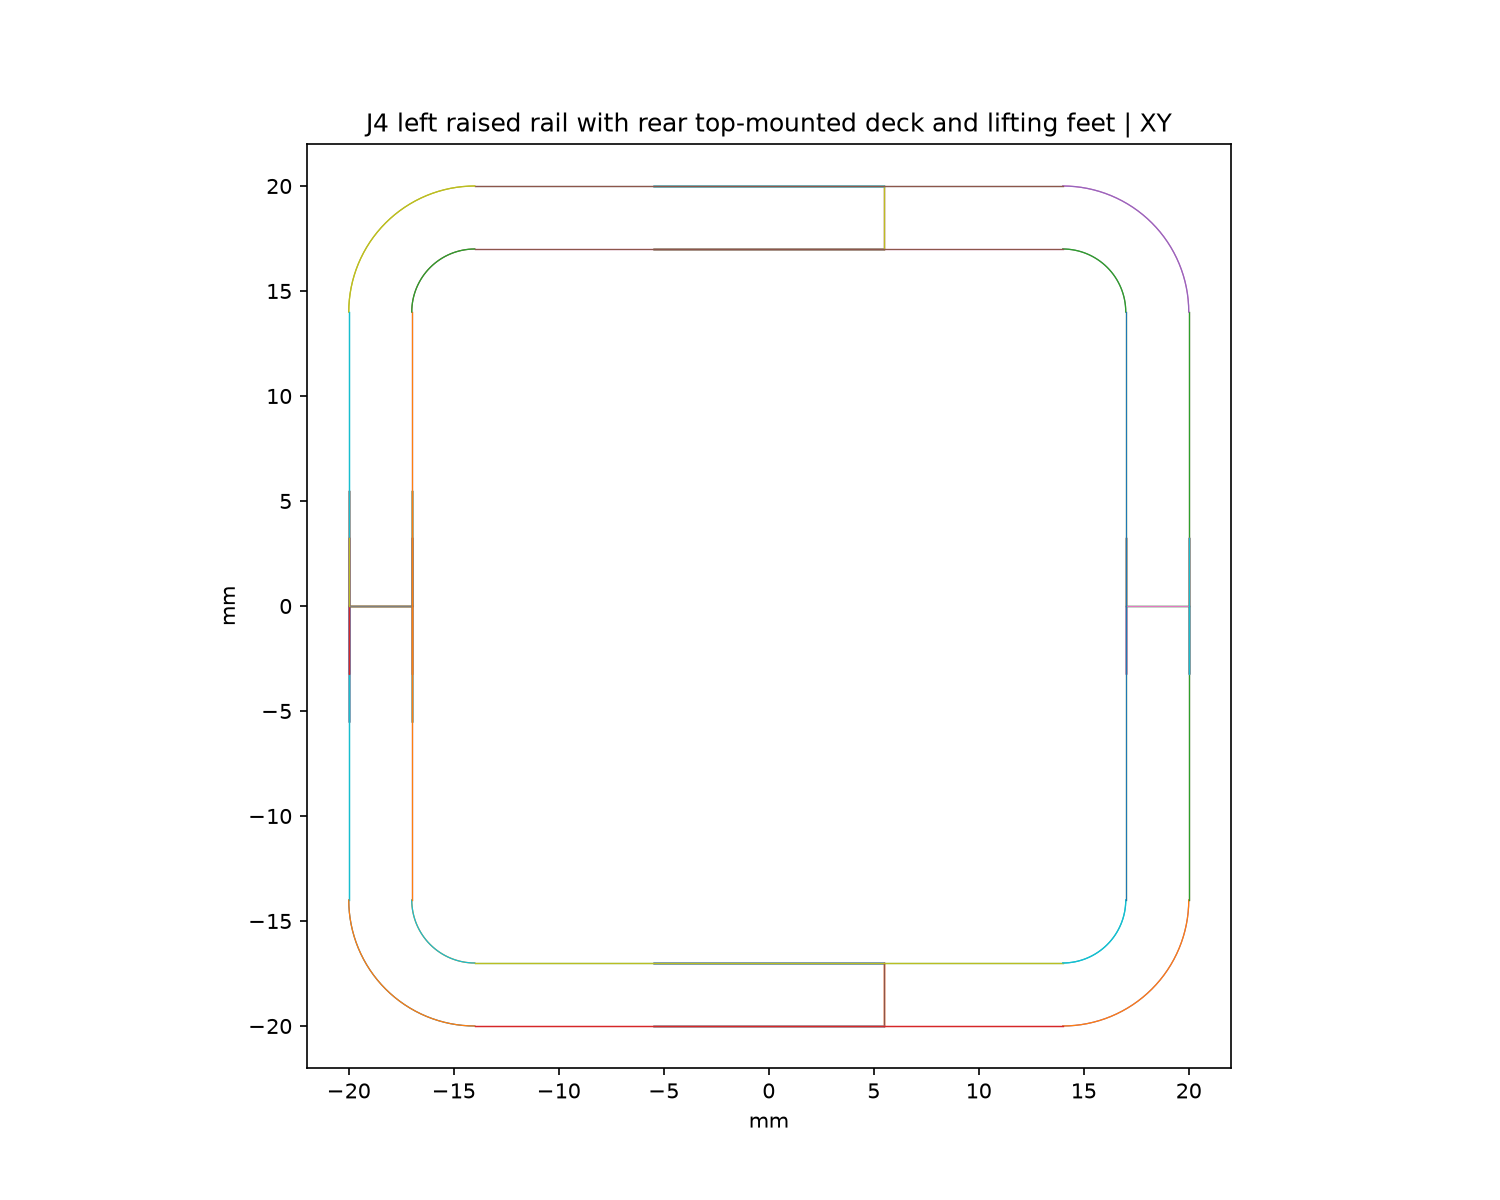 J4 left raised rail with rear top-mounted deck and lifting feet | XY
20
15
10
5
0
−5
−10
−15
−20
mm
−20 −15 −10 −5 0 5 10 15 20
mm